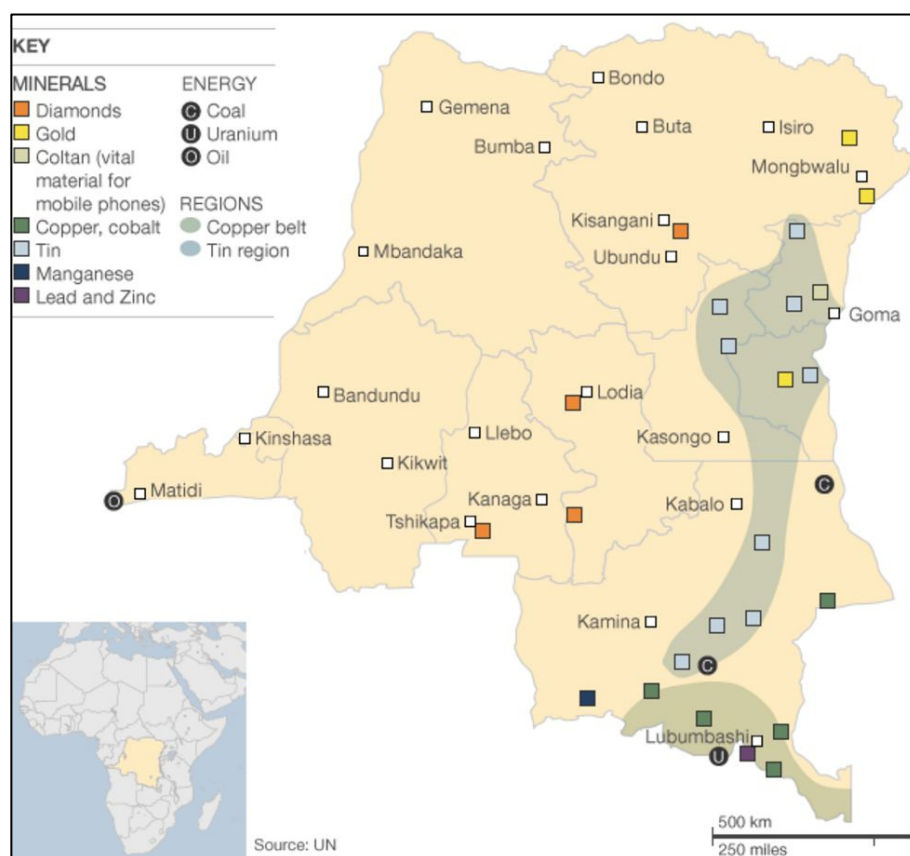 KEY
MINERALS
Diamonds
Gold
Coltan (vital
material for
mobile phones)
Copper, cobalt
Tin
Manganese
Lead and Zinc
ENERGY
C Coal
U Uranium
O Oil
REGIONS
Copper belt
Tin region
Bondo
Gemena
Buta
Isiro
Bumba
Mongbwalu
Kisangani
Mbandaka
Ubundu
Goma
Bandundu
Lodia
Llebo
Kinshasa
Kasongo
Kikwit
C
Matidi
O
Kanaga
Kabalo
Tshikapa
Kamina
C
Lubumbashi
U
500 km
250 miles
Source: UN